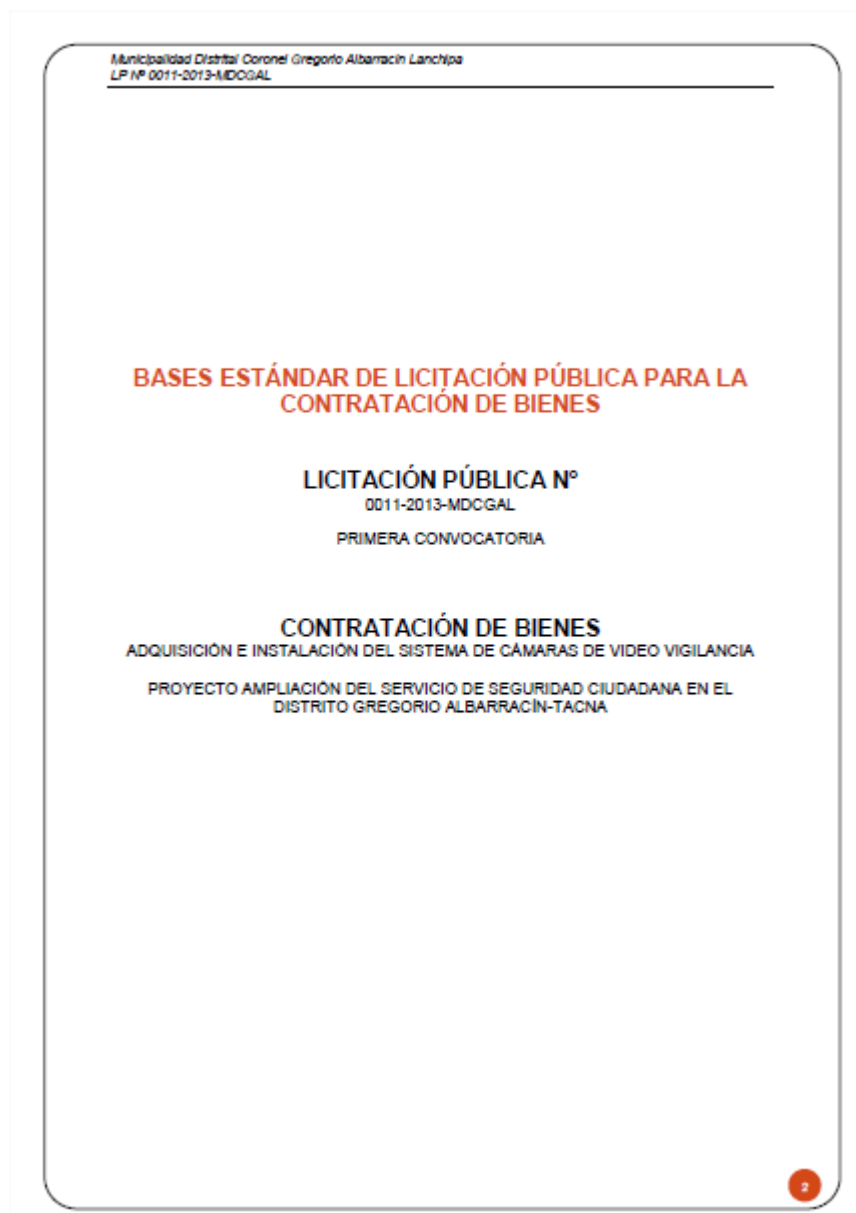 Municipalidad Distrital Coronel Gregorio Albarracín Lanchipa
LP Nº 0011-2013-MDCGAL
BASES ESTÁNDAR DE LICITACIÓN PÚBLICA PARA LA
CONTRATACIÓN DE BIENES
LICITACIÓN PÚBLICA Nº
0011-2013-MDCGAL
PRIMERA CONVOCATORIA
CONTRATACIÓN DE BIENES
ADQUISICIÓN E INSTALACIÓN DEL SISTEMA DE CÁMARAS DE VIDEO VIGILANCIA
PROYECTO AMPLIACIÓN DEL SERVICIO DE SEGURIDAD CIUDADANA EN EL
DISTRITO GREGORIO ALBARRACÍN-TACNA
2